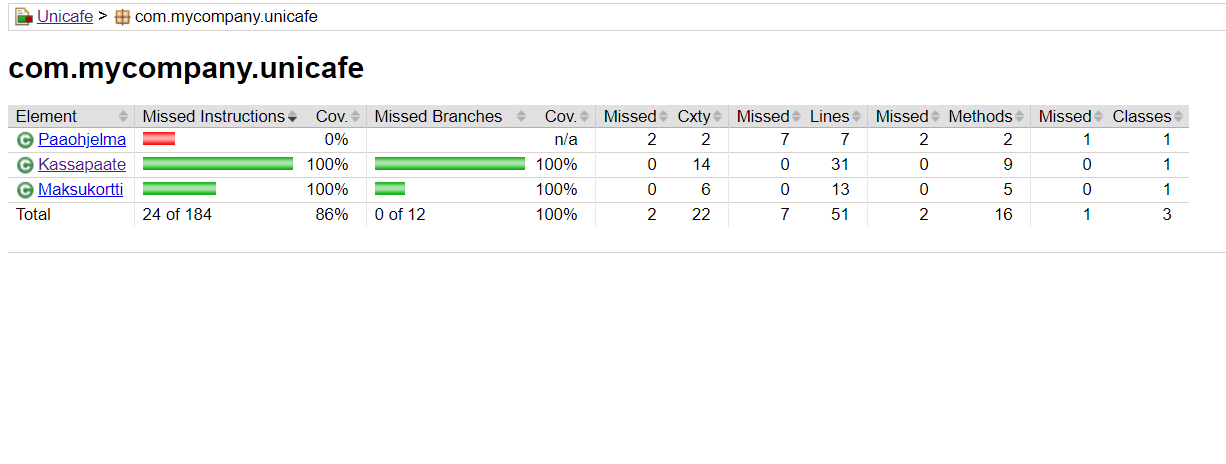 Unicafe > com.mycompany.unicafe
com.mycompany.unicafe
Element Missed Instructions Cov. Missed Branches Cov. Missed Cxty Missed Lines Missed Methods Missed Classes
C Paaohjelma 0% n/a 2 2 7 7 2 2 1 1
C Kassapaate 100% 100% 0 14 0 31 0 9 0 1
C Maksukortti 100% 100% 0 6 0 13 0 5 0 1
Total 24 of 184 86% 0 of 12 100% 2 22 7 51 2 16 1 3